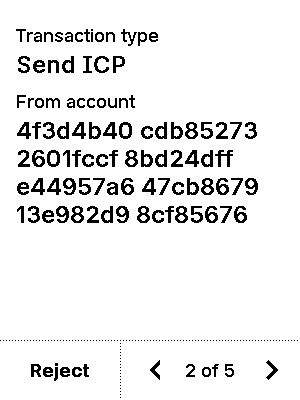 Transaction type
Send ICP
From account
4f3d4b40 cdb85273
2601fccf 8bd24dff
e44957a6 47cb8679
13e982d9 8cf85676
Reject
2 of 5